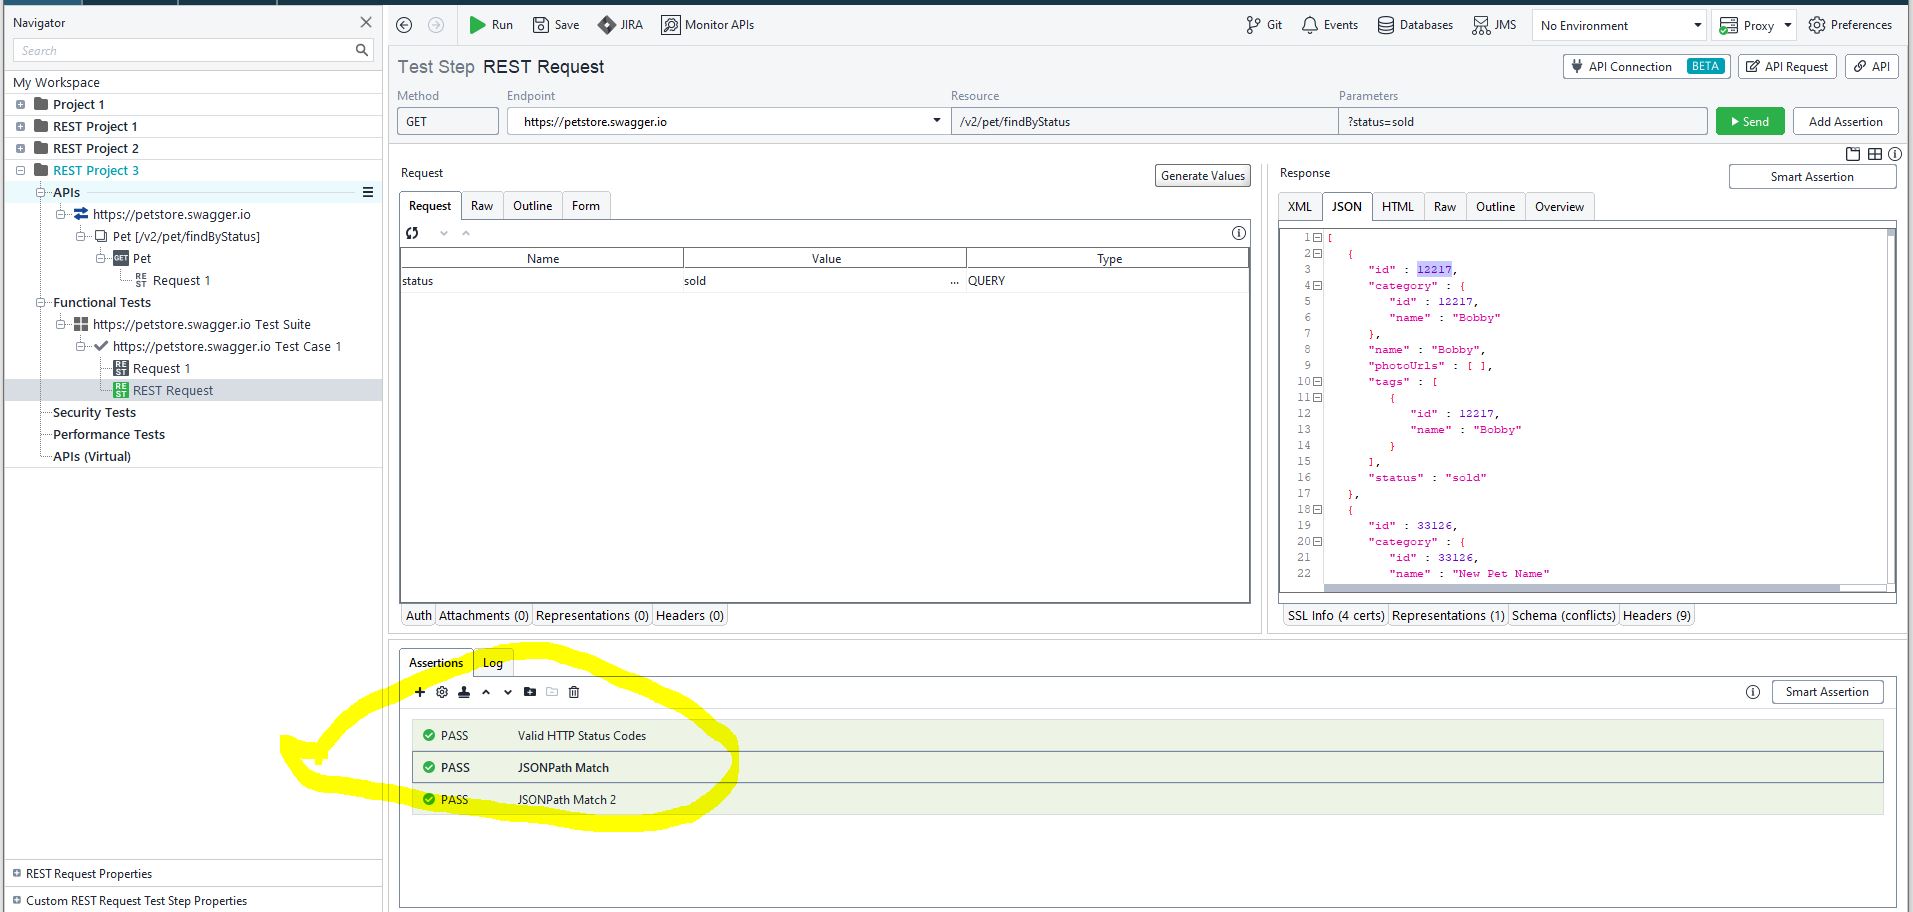 Navigator
Search
My Workspace
Project 1
REST Project 1
REST Project 2
REST Project 3
APIs
https://petstore.swagger.io
Pet [/v2/pet/findByStatus]
GET Pet
REST Request 1
Functional Tests
https://petstore.swagger.io Test Suite
https://petstore.swagger.io Test Case 1
REST Request 1
REST REST Request
Security Tests
Performance Tests
APIs (Virtual)
REST Request Properties
Custom REST Request Test Step Properties
Run Save JIRA Monitor APIs Git Events Databases JMS No Environment Proxy Preferences
Test Step REST Request API Connection BETA API Request API
Method Endpoint Resource Parameters
GET https://petstore.swagger.io /v2/pet/findByStatus ?status=sold Send Add Assertion
Request Generate Values
Request Raw Outline Form
Name Value Type
status sold ... QUERY
Auth Attachments (0) Representations (0) Headers (0)
Response Smart Assertion
XML JSON HTML Raw Outline Overview
1 [
2 {
3 "id" : 12217,
4 "category" : {
5 "id" : 12217,
6 "name" : "Bobby"
7 },
8 "name" : "Bobby",
9 "photoUrls" : [ ],
10 "tags" : [
11 {
12 "id" : 12217,
13 "name" : "Bobby"
14 }
15 ],
16 "status" : "sold"
17 },
18 {
19 "id" : 33126,
20 "category" : {
21 "id" : 33126,
22 "name" : "New Pet Name"
SSL Info (4 certs) Representations (1) Schema (conflicts) Headers (9)
Assertions Log
Smart Assertion
PASS Valid HTTP Status Codes
PASS JSONPath Match
PASS JSONPath Match 2